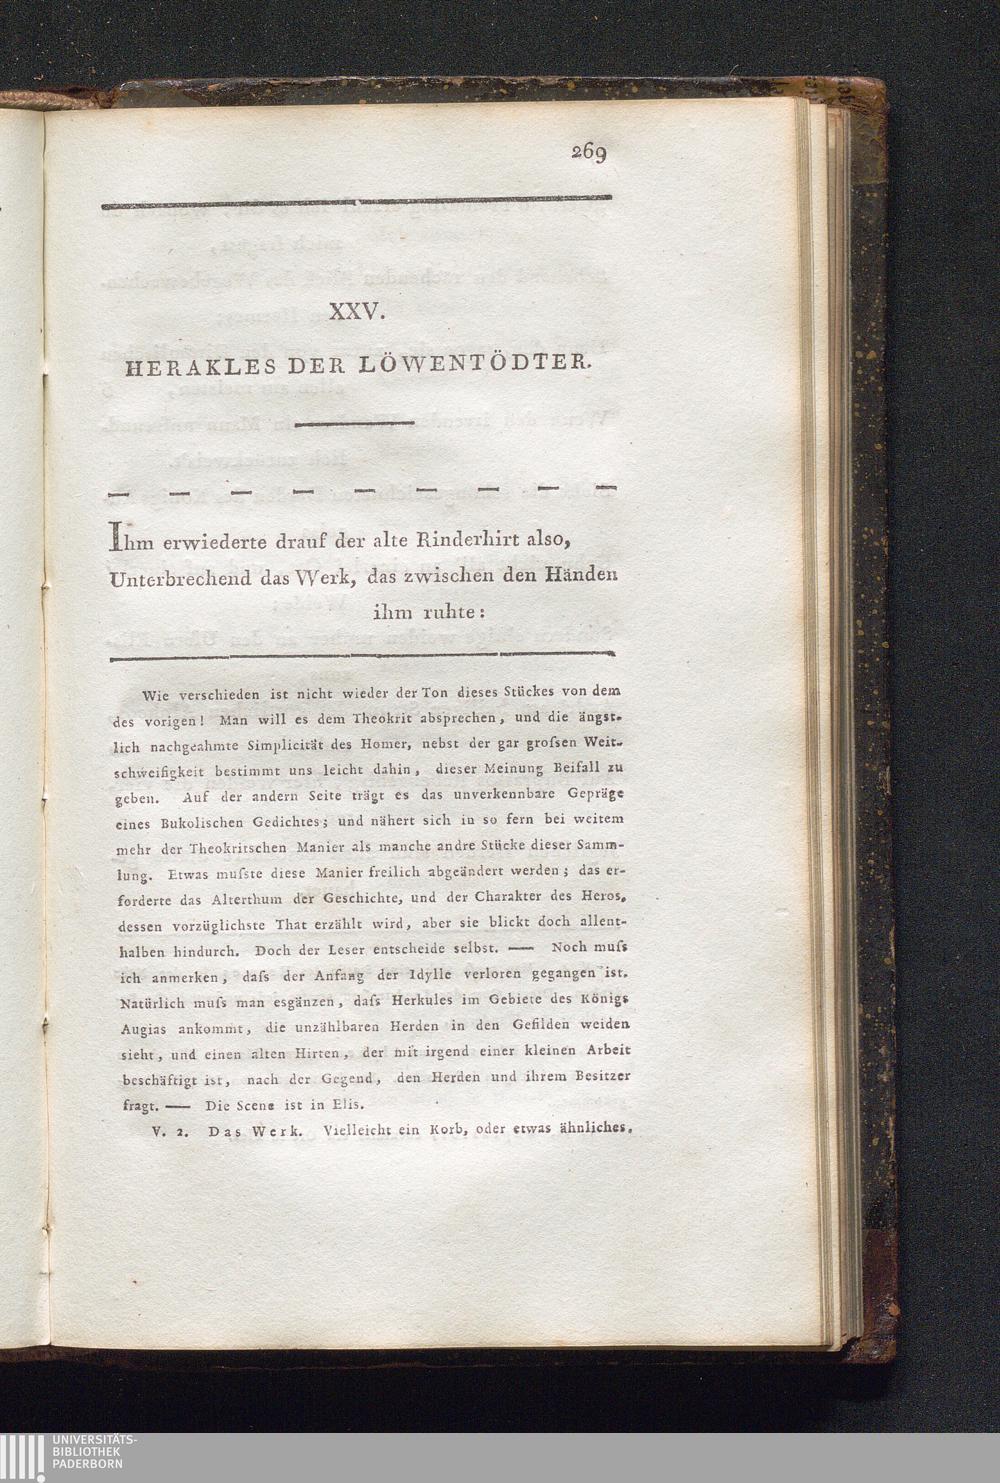 269
XXV.
HERAKLES DER LÖWENTÖDTER.
Ihm erwiederte drauf der alte Rinderhirt also,
Unterbrechend das Werk, das zwischen den Händen
ihm ruhte:
Wie verschieden ist nicht wieder der Ton dieses Stückes von dem
des vorigen! Man will es dem Theokrit absprechen, und die ängst-
lich nachgeahmte Simplicität des Homer, nebst der gar groſsen Weit-
schweifigkeit bestimmt uns leicht dahin, dieser Meinung Beifall zu
geben. Auf der andern Seite trägt es das unverkennbare Gepräge
eines Bukolischen Gedichtes; und nähert sich in so fern bei weitem
mehr der Theokritschen Manier als manche andre Stücke dieser Samm-
lung. Etwas muſste diese Manier freilich abgeändert werden; das er-
forderte das Alterthum der Geschichte, und der Charakter des Heros,
dessen vorzüglichste That erzählt wird, aber sie blickt doch allent-
halben hindurch. Doch der Leser entscheide selbst. — Noch muſs
ich anmerken, daſs der Anfang der Idylle verloren gegangen ist.
Natürlich muſs man esgänzen, daſs Herkules im Gebiete des Königs
Augias ankommt, die unzählbaren Herden in den Gefilden weiden
sieht, und einen alten Hirten, der mit irgend einer kleinen Arbeit
beschäftigt ist, nach der Gegend, den Herden und ihrem Besitzer
fragt. — Die Scene ist in Elis.
V. 2. Das Werk. Vielleicht ein Korb, oder etwas ähnliches.
UNIVERSITÄTS-
BIBLIOTHEK
PADERBORN